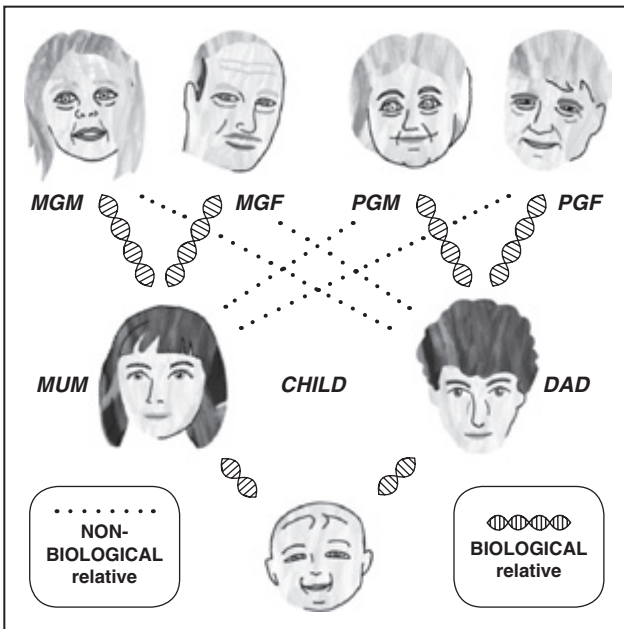 MGM MGF PGM PGF
MUM CHILD DAD
NON-
BIOLOGICAL
relative
BIOLOGICAL
relative